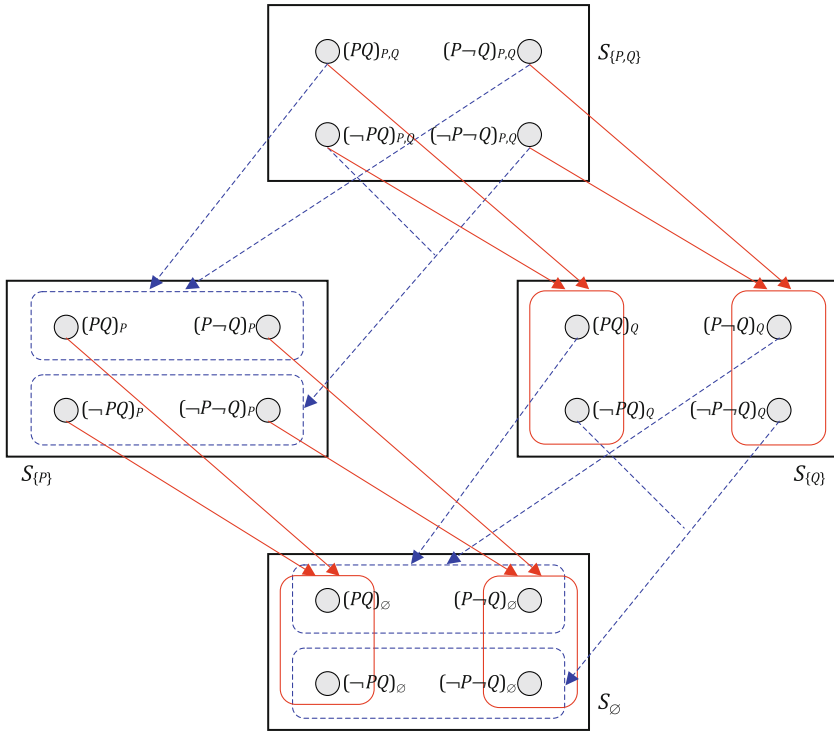 (PQ)P,Q (P¬Q)P,Q S{P,Q}
(¬PQ)P,Q (¬P¬Q)P,Q
(PQ)P (P¬Q)P (PQ)Q (P¬Q)Q
(¬PQ)P (¬P¬Q)P (¬PQ)Q (¬P¬Q)Q
S{P} S{Q}
(PQ)∅ (P¬Q)∅
(¬PQ)∅ (¬P¬Q)∅
S∅